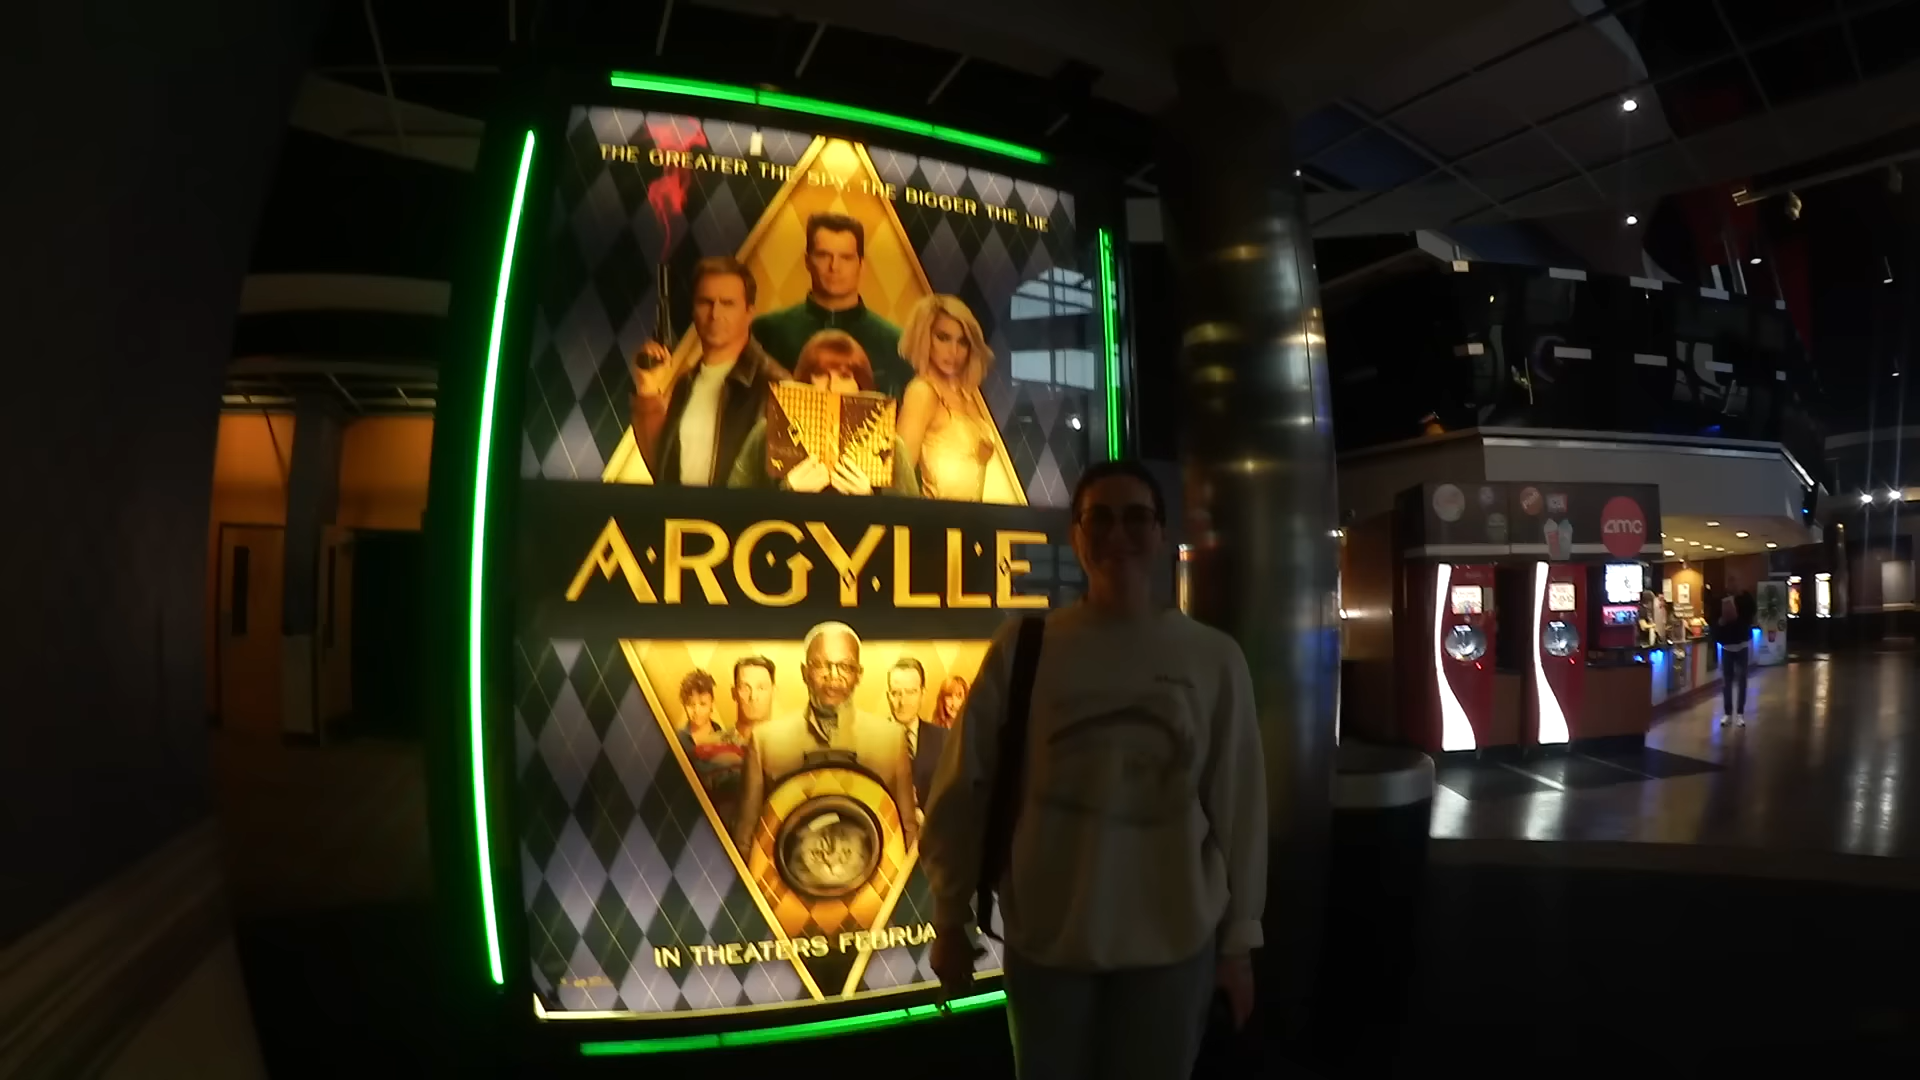 THE GREATER THE SPY, THE BIGGER THE LIE
ARGYLLE
IN THEATERS FEBRUA
amc